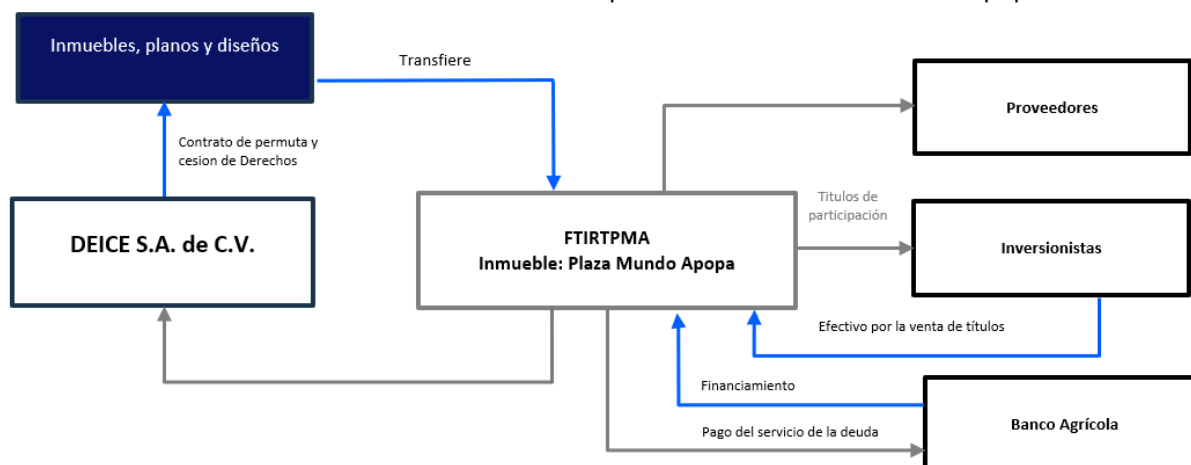 Inmuebles, planos y diseños
Transfiere
Proveedores
Contrato de permuta y
cesion de Derechos
Titulos de
participación
DEICE S.A. de C.V.
FTIRTPMA
Inmueble: Plaza Mundo Apopa
Inversionistas
Efectivo por la venta de títulos
Financiamiento
Banco Agrícola
Pago del servicio de la deuda